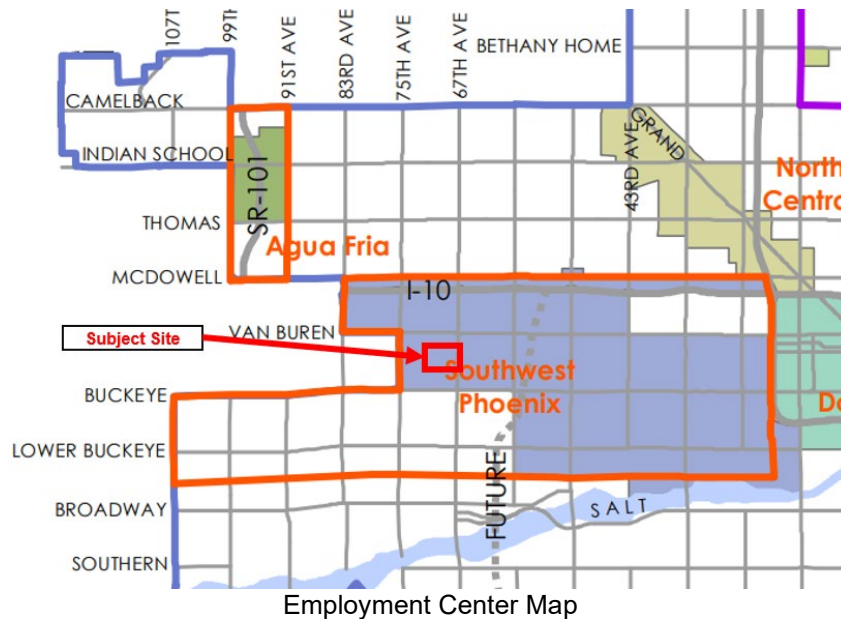 107T
99TH
91ST AVE
83RD AVE
75TH AVE
67TH AVE
BETHANY HOME
CAMELBACK
INDIAN SCHOOL
SR-101
GRAND
43RD AVE
North
Centra
THOMAS
Agua Fria
MCDOWELL
I-10
VAN BUREN
Subject Site
Southwest
Phoenix
BUCKEYE
Do
LOWER BUCKEYE
FUTURE
BROADWAY
SALT
SOUTHERN
Employment Center Map